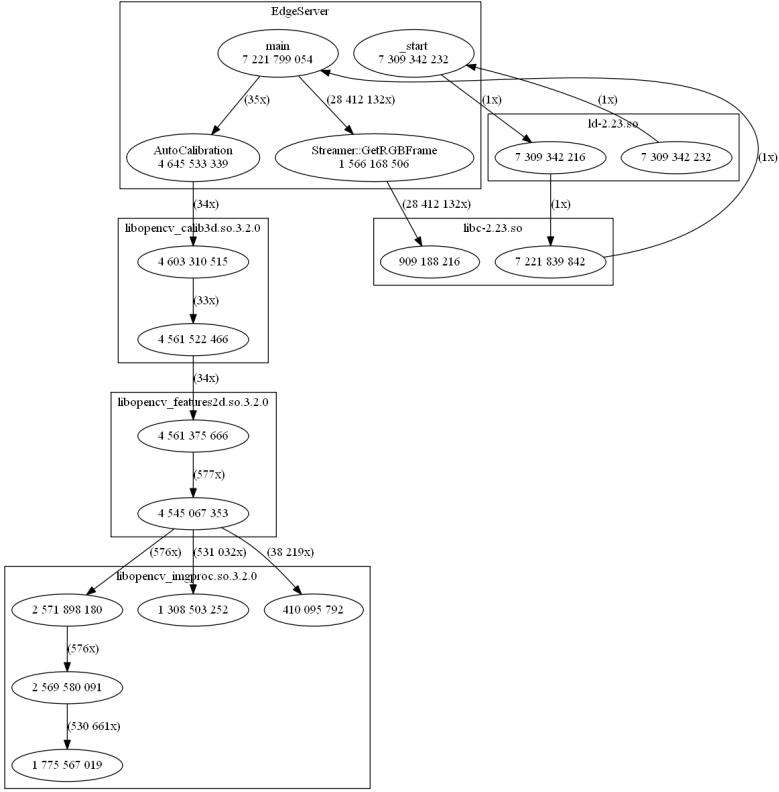 EdgeServer
main
7 221 799 054
_start
7 309 342 232
(35x)
(28 412 132x)
(1x)
(1x)
ld-2.23.so
AutoCalibration
4 645 533 339
Streamer::GetRGBFrame
1 566 168 506
7 309 342 216
7 309 342 232
(1x)
(34x)
(28 412 132x)
(1x)
libopencv_calib3d.so.3.2.0
libc-2.23.so
4 603 310 515
909 188 216
7 221 839 842
(33x)
4 561 522 466
(34x)
libopencv_features2d.so.3.2.0
4 561 375 666
(577x)
4 545 067 353
(576x)
(531 032x)
(38 219x)
libopencv_imgproc.so.3.2.0
2 571 898 180
1 308 503 252
410 095 792
(576x)
2 569 580 091
(530 661x)
1 775 567 019